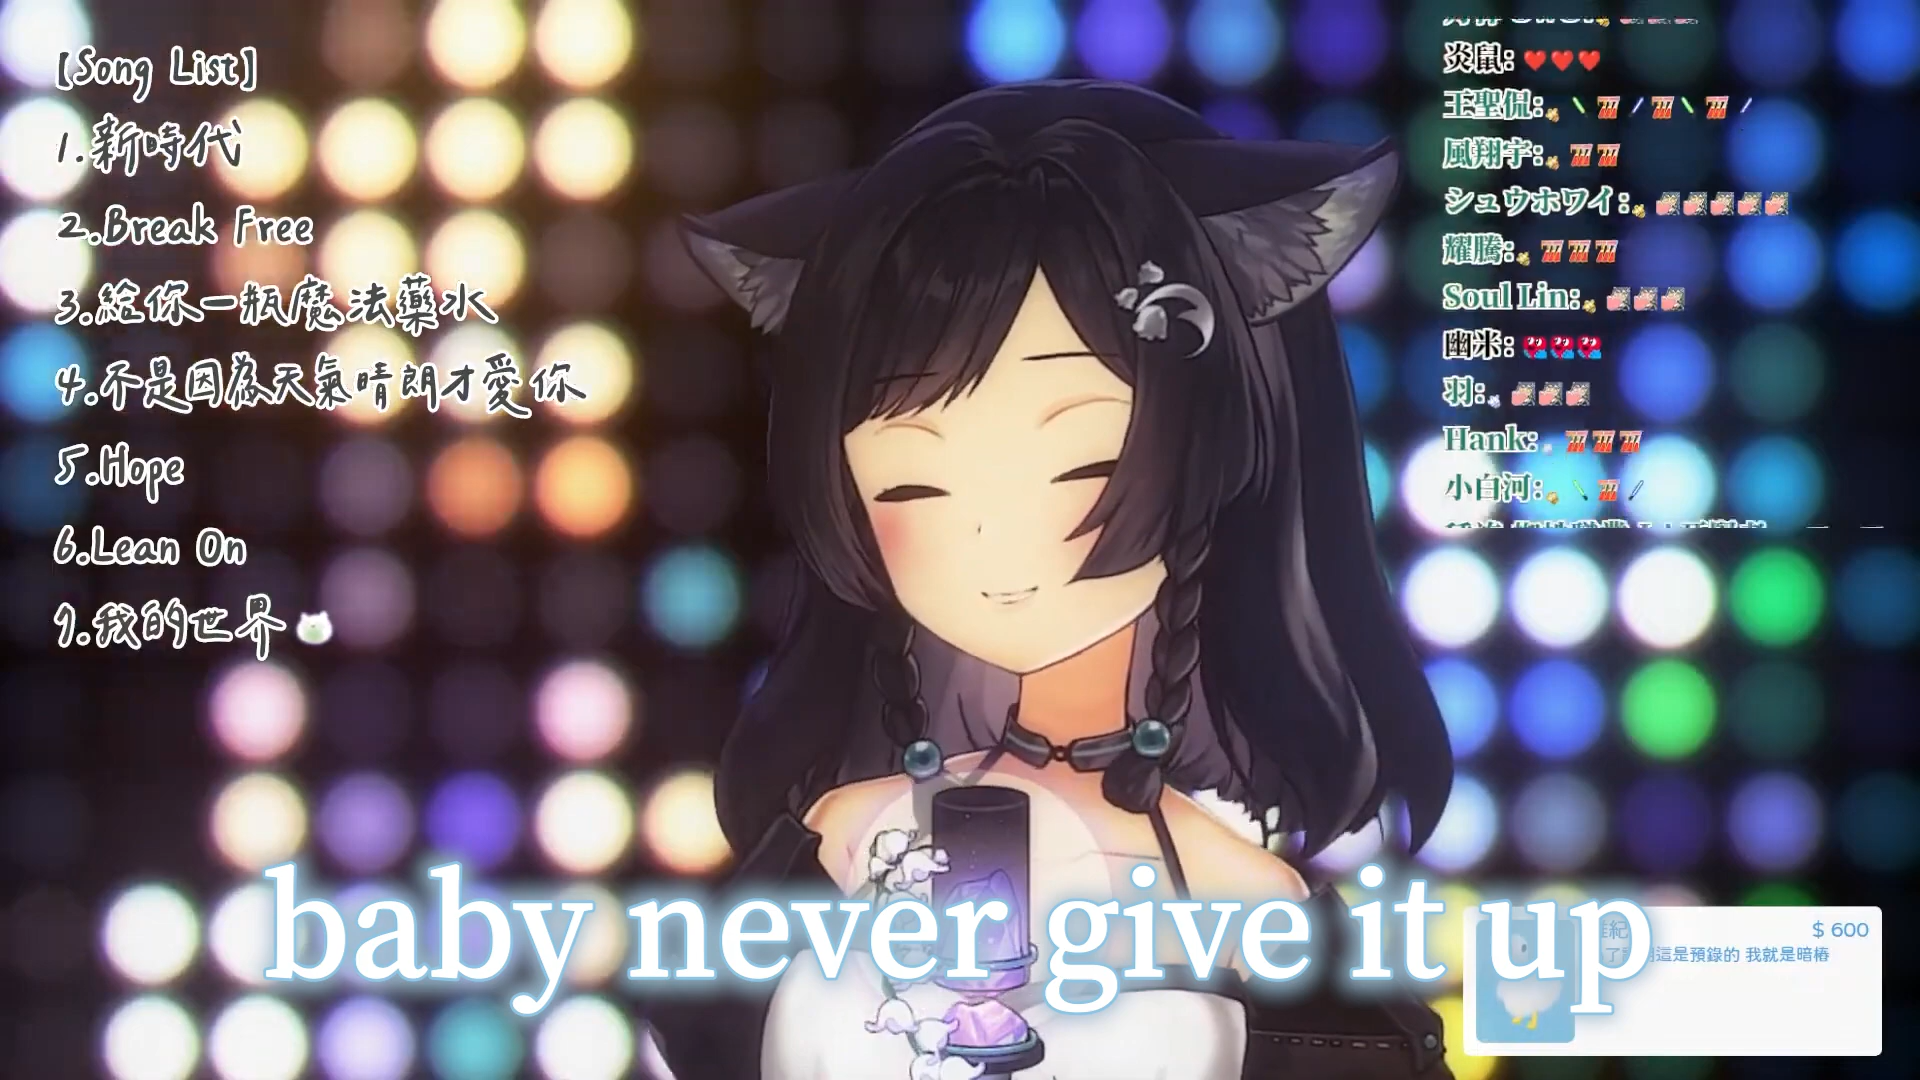 [Song List]
1.新時代
2.Break Free
3.給你一瓶魔法藥水
4.不是因為天氣晴朗才愛你
5.Hope
6.Lean On
9.我的世界
炎鼠:
王聖侃:
風翔宇:
シュウホワイ:
耀騰:
Soul Lin:
幽米:
羽:
Hank:
小白河:
baby never give it up
$ 600
這是預錄的 我就是暗樁